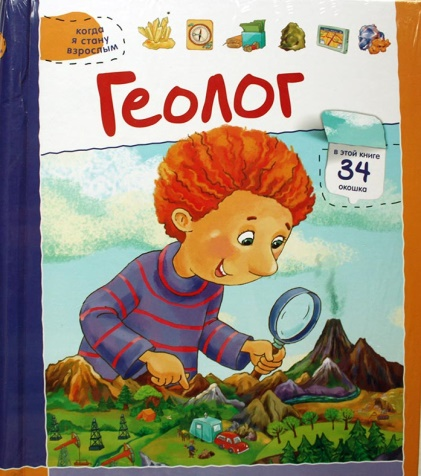 когда
я стану
взрослым
Геолог
в этой книге
34
окошка